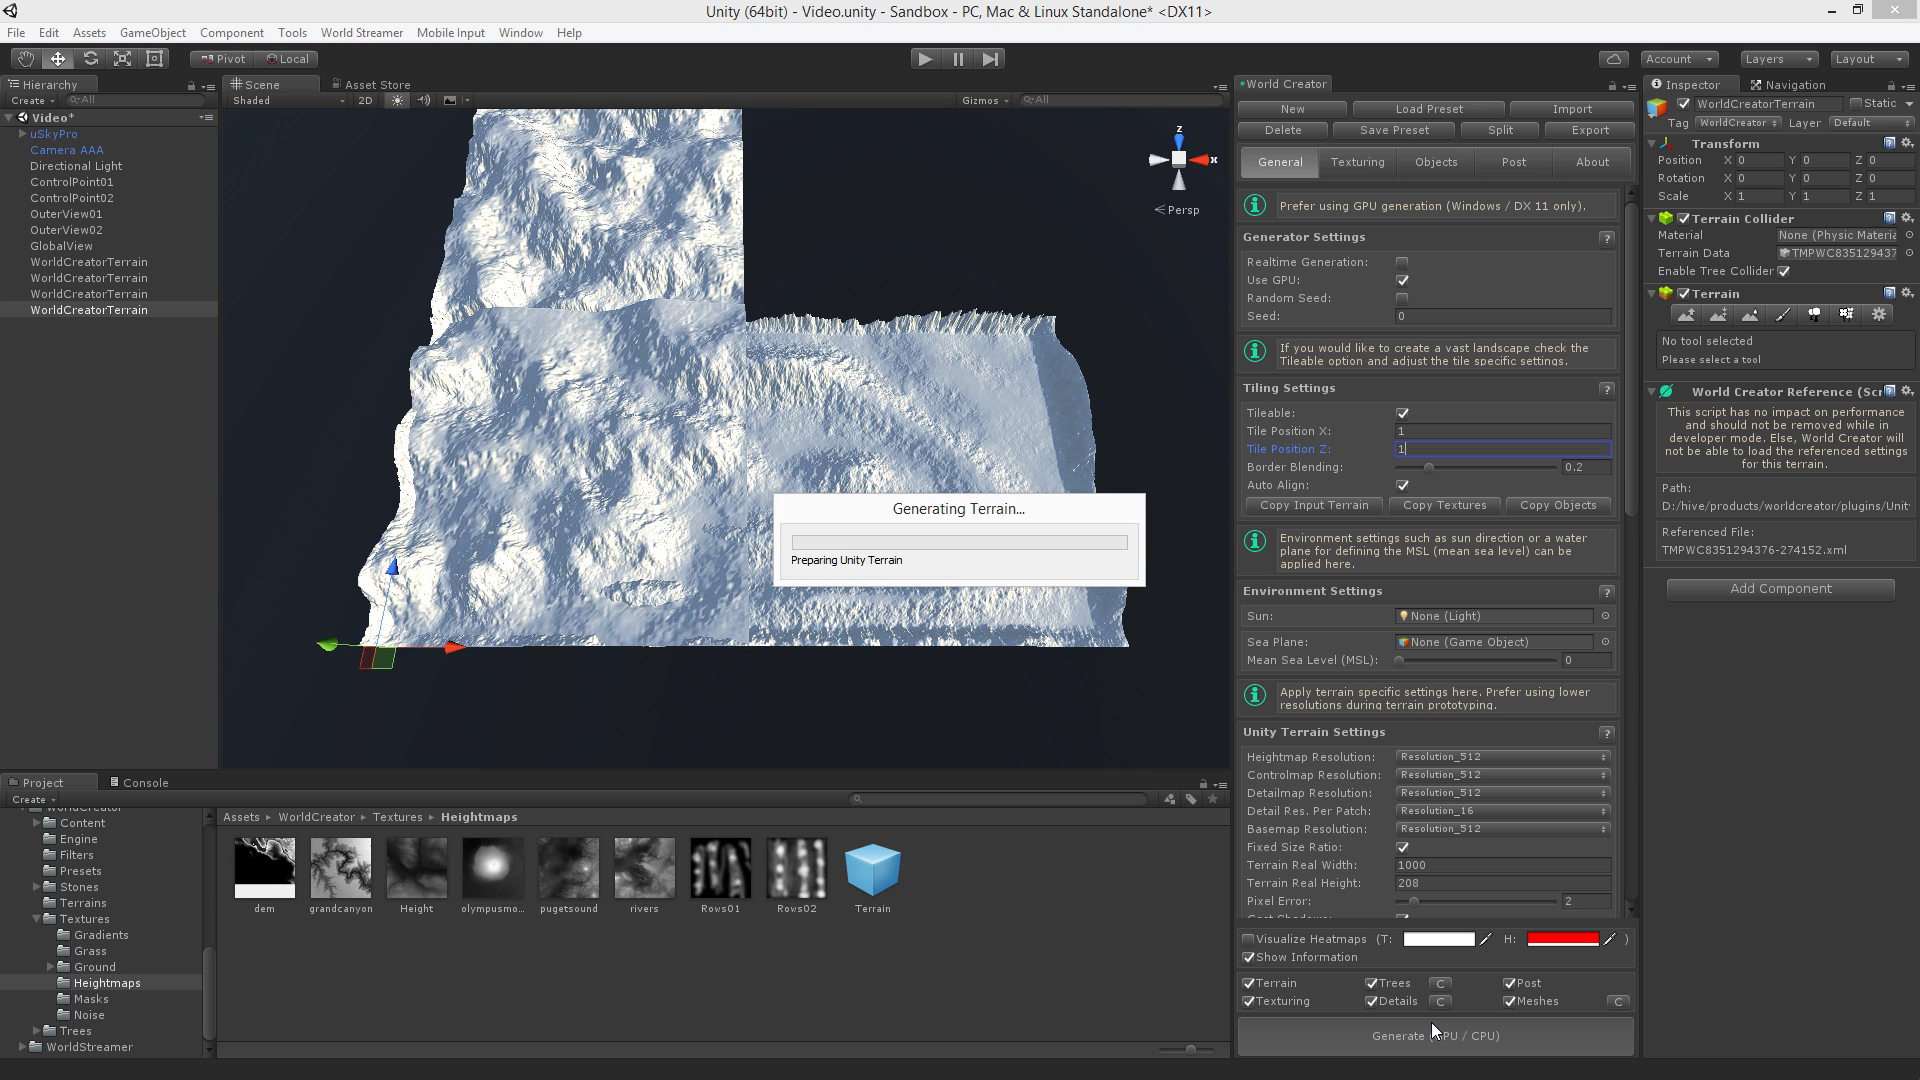 Unity (64bit) - Video.unity - Sandbox - PC, Mac & Linux Standalone* <DX11>
File Edit Assets GameObject Component Tools World Streamer Mobile Input Window Help
Pivot Local
Account Layers Layout
Hierarchy
Create All
Video*
uSkyPro
Camera AAA
Directional Light
ControlPoint01
ControlPoint02
OuterView01
OuterView02
GlobalView
WorldCreatorTerrain
WorldCreatorTerrain
WorldCreatorTerrain
WorldCreatorTerrain
Scene Asset Store
Shaded 2D Gizmos All
z
x
Persp
Generating Terrain...
Preparing Unity Terrain
World Creator
New Load Preset Import
Delete Save Preset Split Export
General Texturing Objects Post About
Prefer using GPU generation (Windows / DX 11 only).
Generator Settings ?
Realtime Generation:
Use GPU:
Random Seed:
Seed: 0
If you would like to create a vast landscape check the
Tileable option and adjust the tile specific settings.
Tiling Settings ?
Tileable:
Tile Position X: 1
Tile Position Z: 1
Border Blending: 0.2
Auto Align:
Copy Input Terrain Copy Textures Copy Objects
Environment settings such as sun direction or a water
plane for defining the MSL (mean sea level) can be
applied here.
Environment Settings ?
Sun: None (Light)
Sea Plane: None (Game Object)
Mean Sea Level (MSL): 0
Apply terrain specific settings here. Prefer using lower
resolutions during terrain prototyping.
Unity Terrain Settings ?
Heightmap Resolution: Resolution_512
Controlmap Resolution: Resolution_512
Detailmap Resolution: Resolution_512
Detail Res. Per Patch: Resolution_16
Basemap Resolution: Resolution_512
Fixed Size Ratio:
Terrain Real Width: 1000
Terrain Real Height: 208
Pixel Error: 2
Visualize Heatmaps (T: H: )
Show Information
Terrain Trees C Post
Texturing Details C Meshes C
Generate (GPU / CPU)
Inspector Navigation
WorldCreatorTerrain Static
Tag WorldCreator Layer Default
Transform
Position X 0 Y 0 Z 0
Rotation X 0 Y 0 Z 0
Scale X 1 Y 1 Z 1
Terrain Collider
Material None (Physic Materia
Terrain Data TMPWC835129437
Enable Tree Collider
Terrain
No tool selected
Please select a tool
World Creator Reference (Scr
This script has no impact on performance
and should not be removed while in
developer mode. Else, World Creator will
not be able to load the referenced settings
for this terrain.
Path:
D:/hive/products/worldcreator/plugins/Unit
Referenced File:
TMPWC8351294376-274152.xml
Add Component
Project Console
Create
WorldCreator
Content
Engine
Filters
Presets
Stones
Terrains
Textures
Gradients
Grass
Ground
Heightmaps
Masks
Noise
Trees
WorldStreamer
Assets WorldCreator Textures Heightmaps
dem grandcanyon Height olympusmo... pugetsound rivers Rows01 Rows02 Terrain